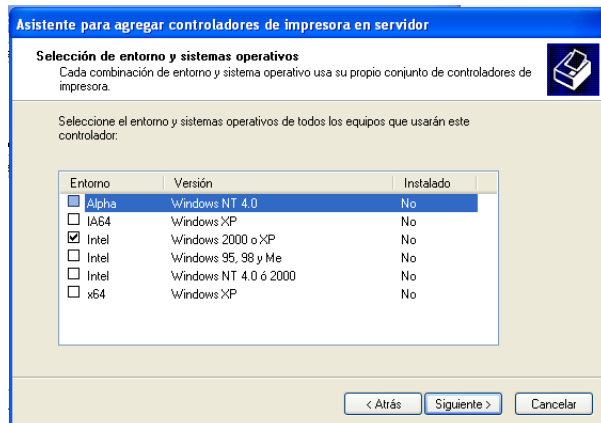 Asistente para agregar controladores de impresora en servidor
Selección de entorno y sistemas operativos
Cada combinación de entorno y sistema operativo usa su propio conjunto de controladores de
impresora.
Seleccione el entorno y sistemas operativos de todos los equipos que usarán este
controlador:
Entorno Versión Instalado
Alpha Windows NT 4.0 No
IA64 Windows XP No
Intel Windows 2000 o XP No
Intel Windows 95, 98 y Me No
Intel Windows NT 4.0 ó 2000 No
x64 Windows XP No
< Atrás Siguiente > Cancelar